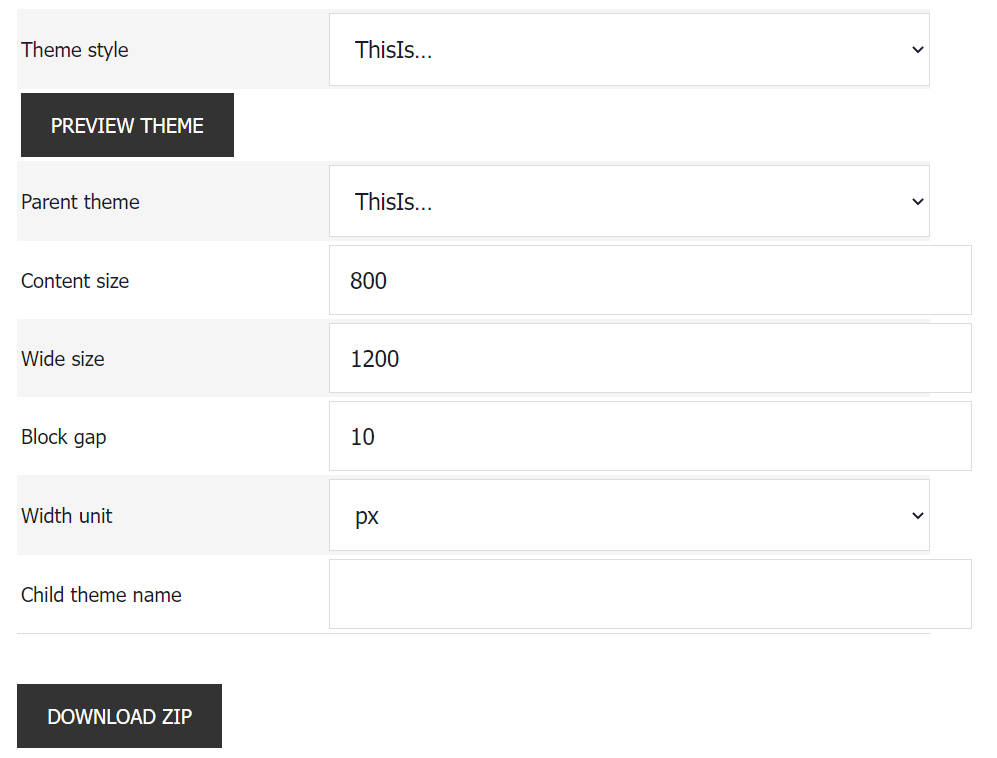 Theme style ThisIs...
PREVIEW THEME
Parent theme ThisIs...
Content size 800
Wide size 1200
Block gap 10
Width unit px
Child theme name
DOWNLOAD ZIP